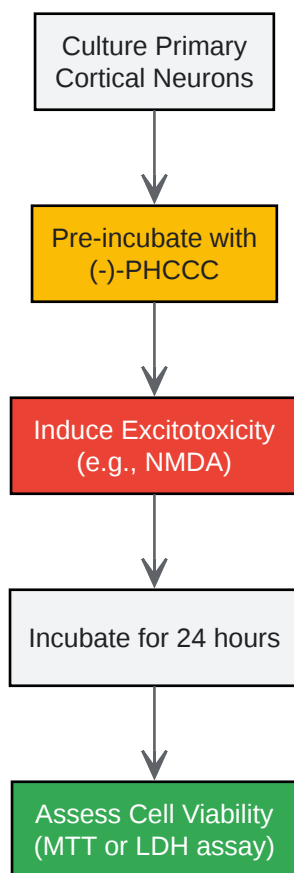 Culture Primary
Cortical Neurons
Pre-incubate with
(-)-PHCCC
Induce Excitotoxicity
(e.g., NMDA)
Incubate for 24 hours
Assess Cell Viability
(MTT or LDH assay)